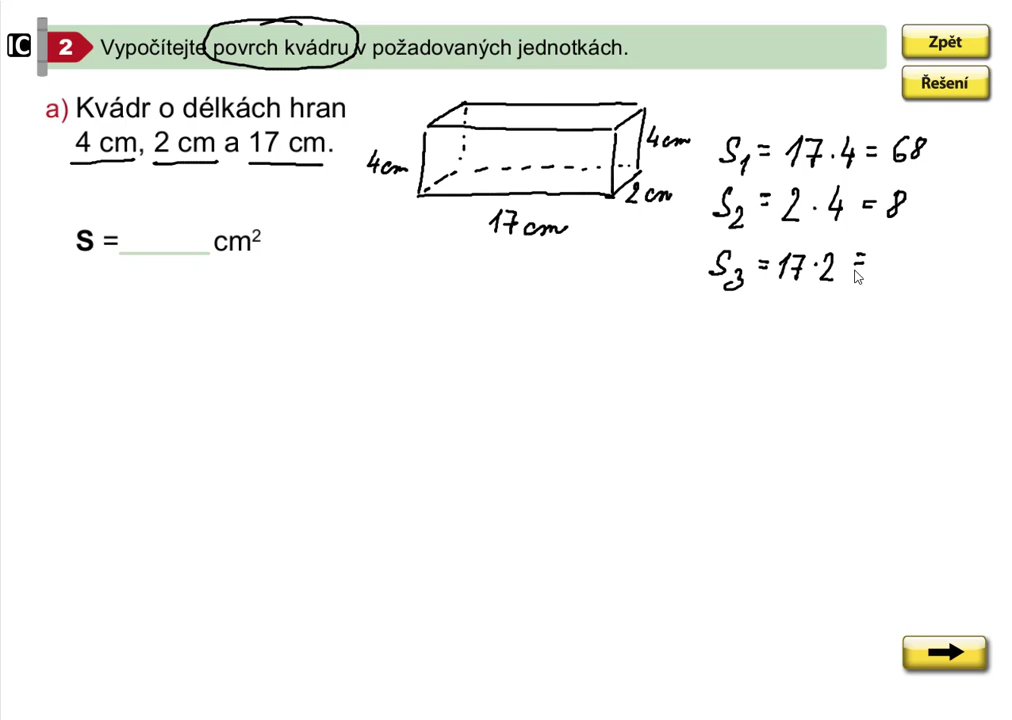 IC
2 Vypočítejte povrch kvádru v požadovaných jednotkách.
Zpět
Řešení
a) Kvádr o délkách hran
4 cm, 2 cm a 17 cm.
S = cm²
4cm
4cm
2cm
17cm
S₁ = 17.4 = 68
S₂ = 2.4 = 8
S₃ = 17.2 =